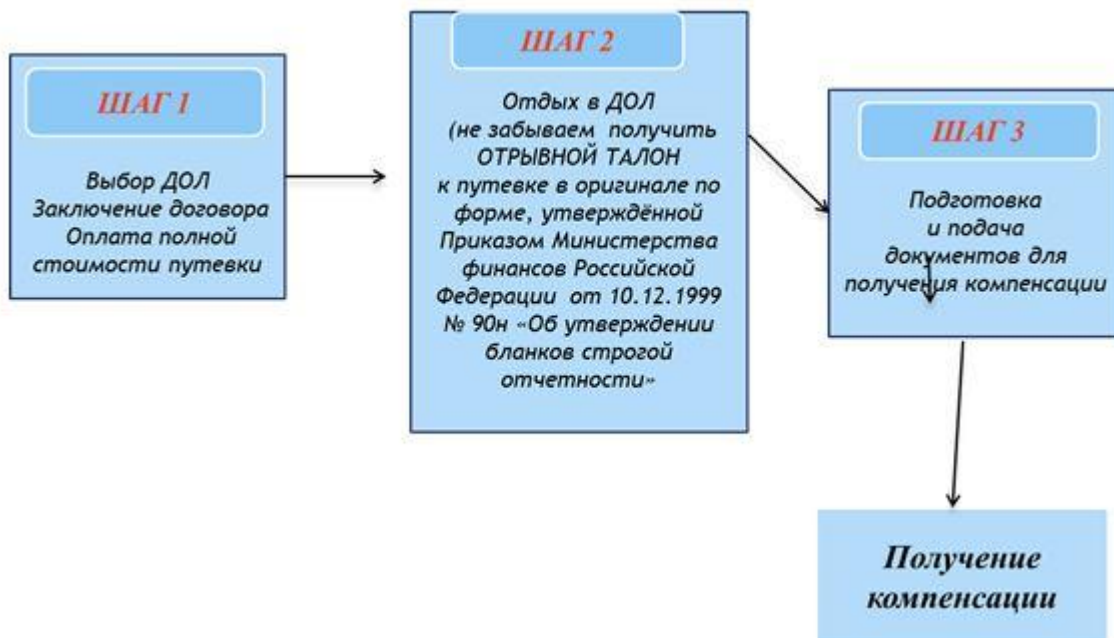 ШАГ 1
Выбор ДОЛ
Заключение договора
Оплата полной
стоимости путевки
ШАГ 2
Отдых в ДОЛ
(не забываем получить
ОТРЫВНОЙ ТАЛОН
к путевке в оригинале по
форме, утверждённой
Приказом Министерства
финансов Российской
Федерации от 10.12.1999
№ 90н «Об утверждении
бланков строгой
отчетности»
ШАГ 3
Подготовка
и подача
документов для
получения компенсации
Получение
компенсации